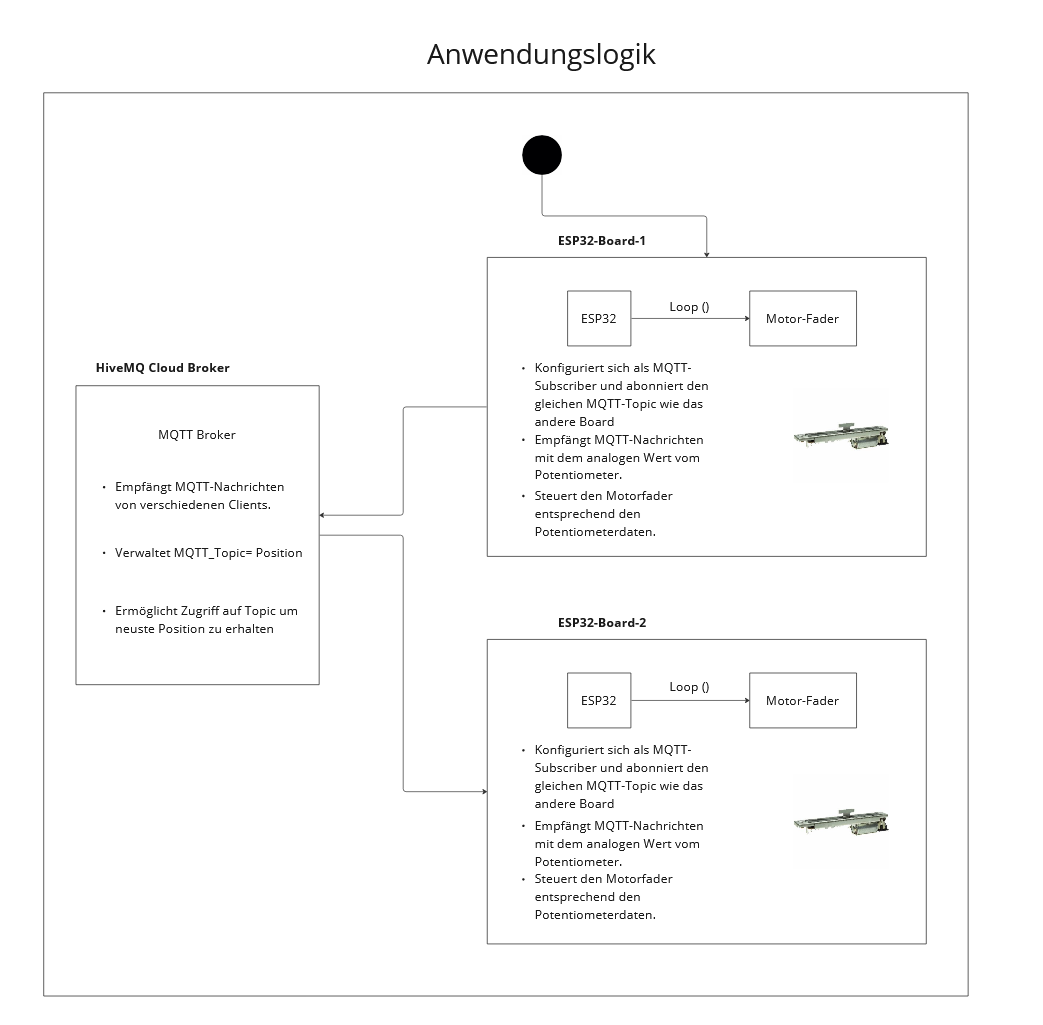 Anwendungslogik
ESP32-Board-1
ESP32
Loop ()
Motor-Fader
• Konfiguriert sich als MQTT-
Subscriber und abonniert den
gleichen MQTT-Topic wie das
andere Board
• Empfängt MQTT-Nachrichten
mit dem analogen Wert vom
Potentiometer.
• Steuert den Motorfader
entsprechend den
Potentiometerdaten.
HiveMQ Cloud Broker
MQTT Broker
• Empfängt MQTT-Nachrichten
von verschiedenen Clients.
• Verwaltet MQTT_Topic= Position
• Ermöglicht Zugriff auf Topic um
neuste Position zu erhalten
ESP32-Board-2
ESP32
Loop ()
Motor-Fader
• Konfiguriert sich als MQTT-
Subscriber und abonniert den
gleichen MQTT-Topic wie das
andere Board
• Empfängt MQTT-Nachrichten
mit dem analogen Wert vom
Potentiometer.
• Steuert den Motorfader
entsprechend den
Potentiometerdaten.